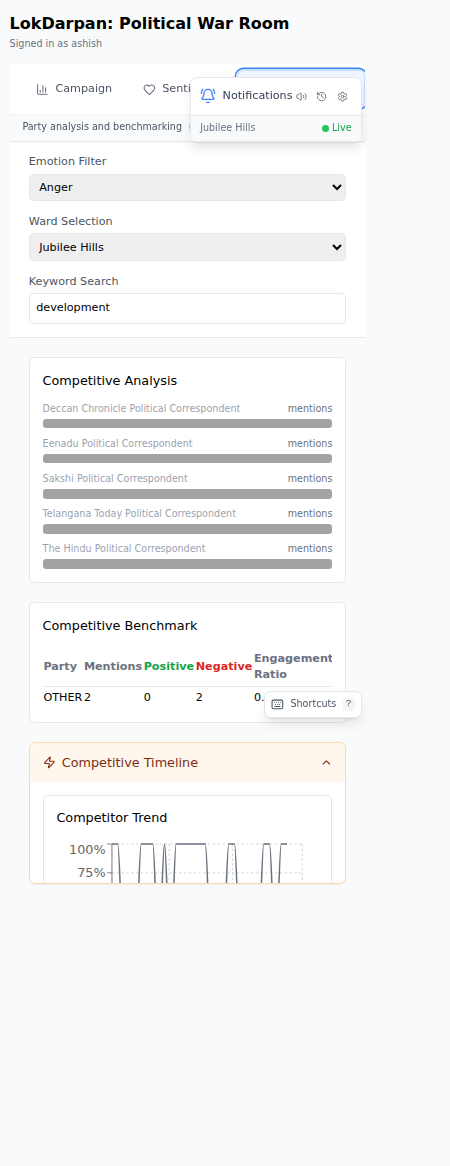 LokDarpan: Political War Room
Signed in as ashish
Campaign
Senti
Notifications
Jubilee Hills
Live
Party analysis and benchmarking
Emotion Filter
Anger
Ward Selection
Jubilee Hills
Keyword Search
development
Competitive Analysis
Deccan Chronicle Political Correspondent mentions
Eenadu Political Correspondent mentions
Sakshi Political Correspondent mentions
Telangana Today Political Correspondent mentions
The Hindu Political Correspondent mentions
Competitive Benchmark
Party Mentions Positive Negative Engagement Ratio
OTHER 2 0 2 0.
Shortcuts ?
Competitive Timeline
Competitor Trend
100%
75%